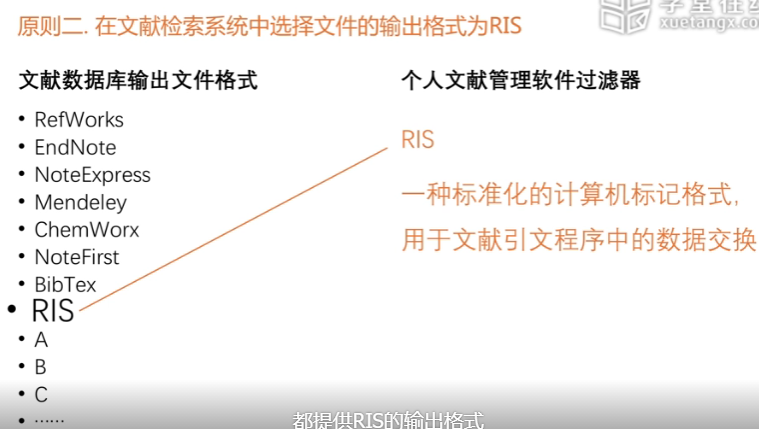 原则二. 在文献检索系统中选择文件的输出格式为RIS
学堂在线
xuetangx.co
文献数据库输出文件格式
• RefWorks
• EndNote
• NoteExpress
• Mendeley
• ChemWorx
• NoteFirst
• BibTex
• RIS
• A
• B
• C
• ······
个人文献管理软件过滤器
RIS
一种标准化的计算机标记格式,
用于文献引文程序中的数据交换
都提供RIS的输出格式